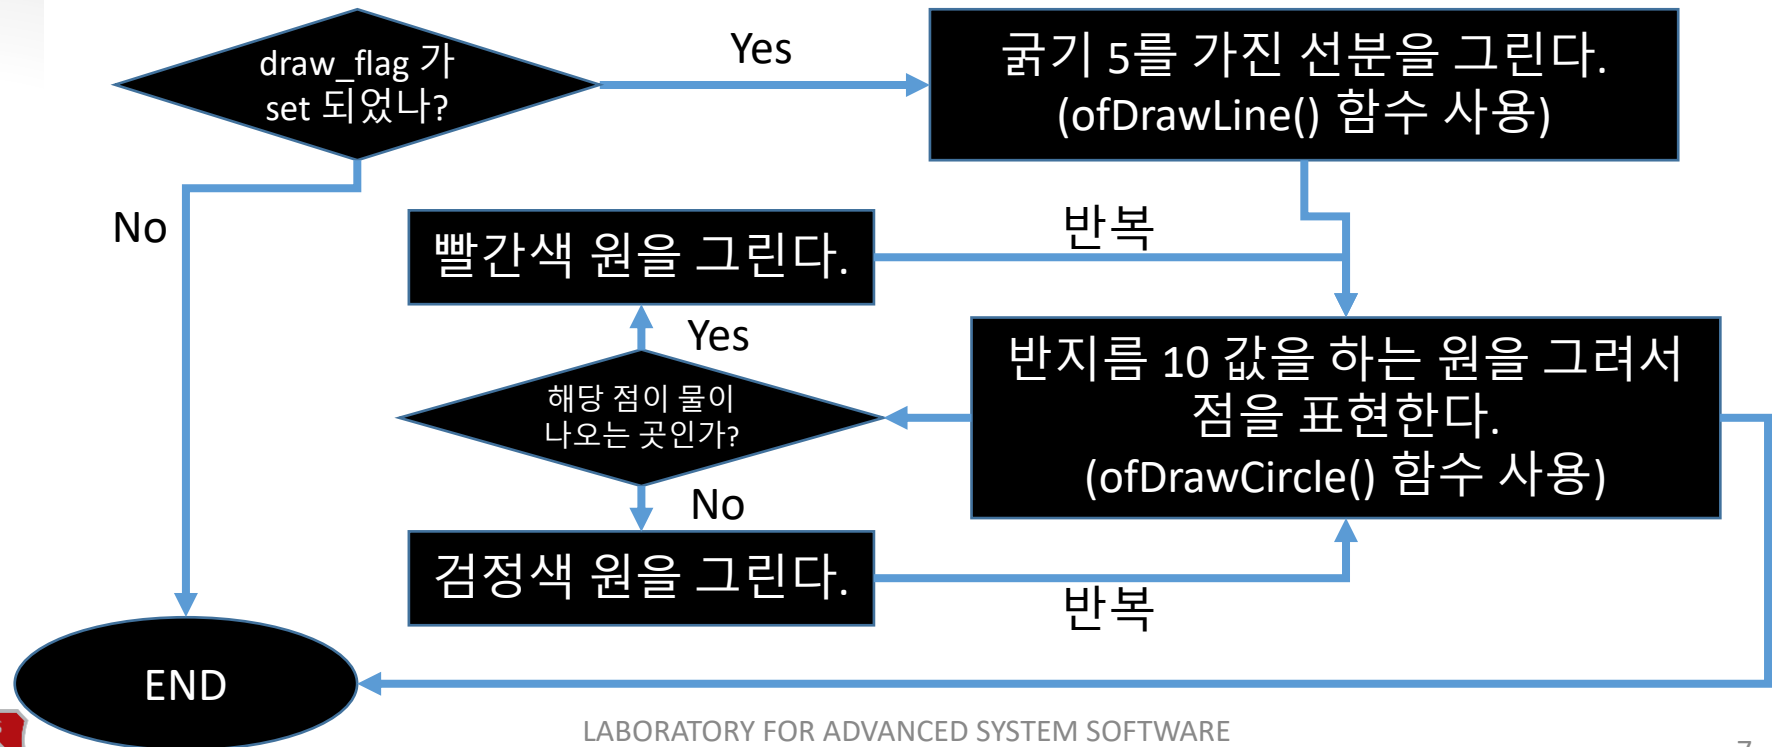 draw_flag 가
set 되었나?
Yes
굵기 5를 가진 선분을 그린다.
(ofDrawLine() 함수 사용)
No
빨간색 원을 그린다.
반복
Yes
해당 점이 물이
나오는 곳인가?
반지름 10 값을 하는 원을 그려서
점을 표현한다.
(ofDrawCircle() 함수 사용)
No
검정색 원을 그린다.
반복
END
LABORATORY FOR ADVANCED SYSTEM SOFTWARE